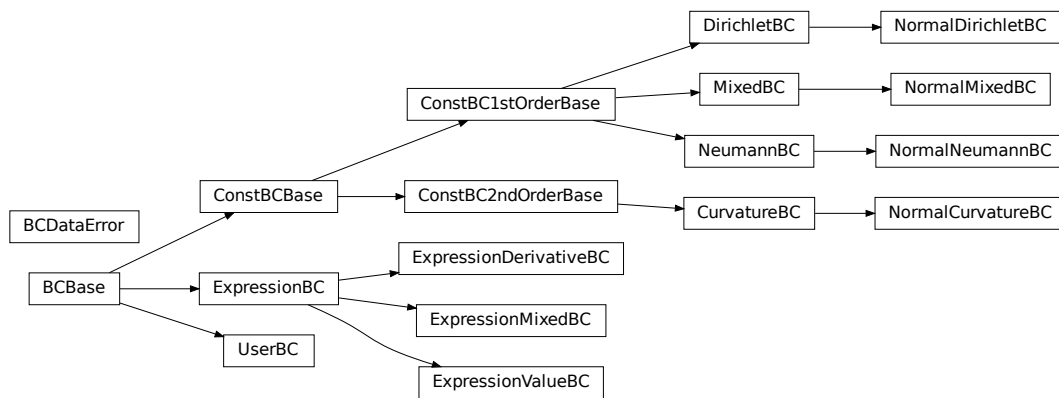 DirichletBC
NormalDirichletBC
ConstBC1stOrderBase
MixedBC
NormalMixedBC
NeumannBC
NormalNeumannBC
BCDataError
ConstBCBase
ConstBC2ndOrderBase
CurvatureBC
NormalCurvatureBC
BCBase
ExpressionBC
ExpressionDerivativeBC
ExpressionMixedBC
UserBC
ExpressionValueBC